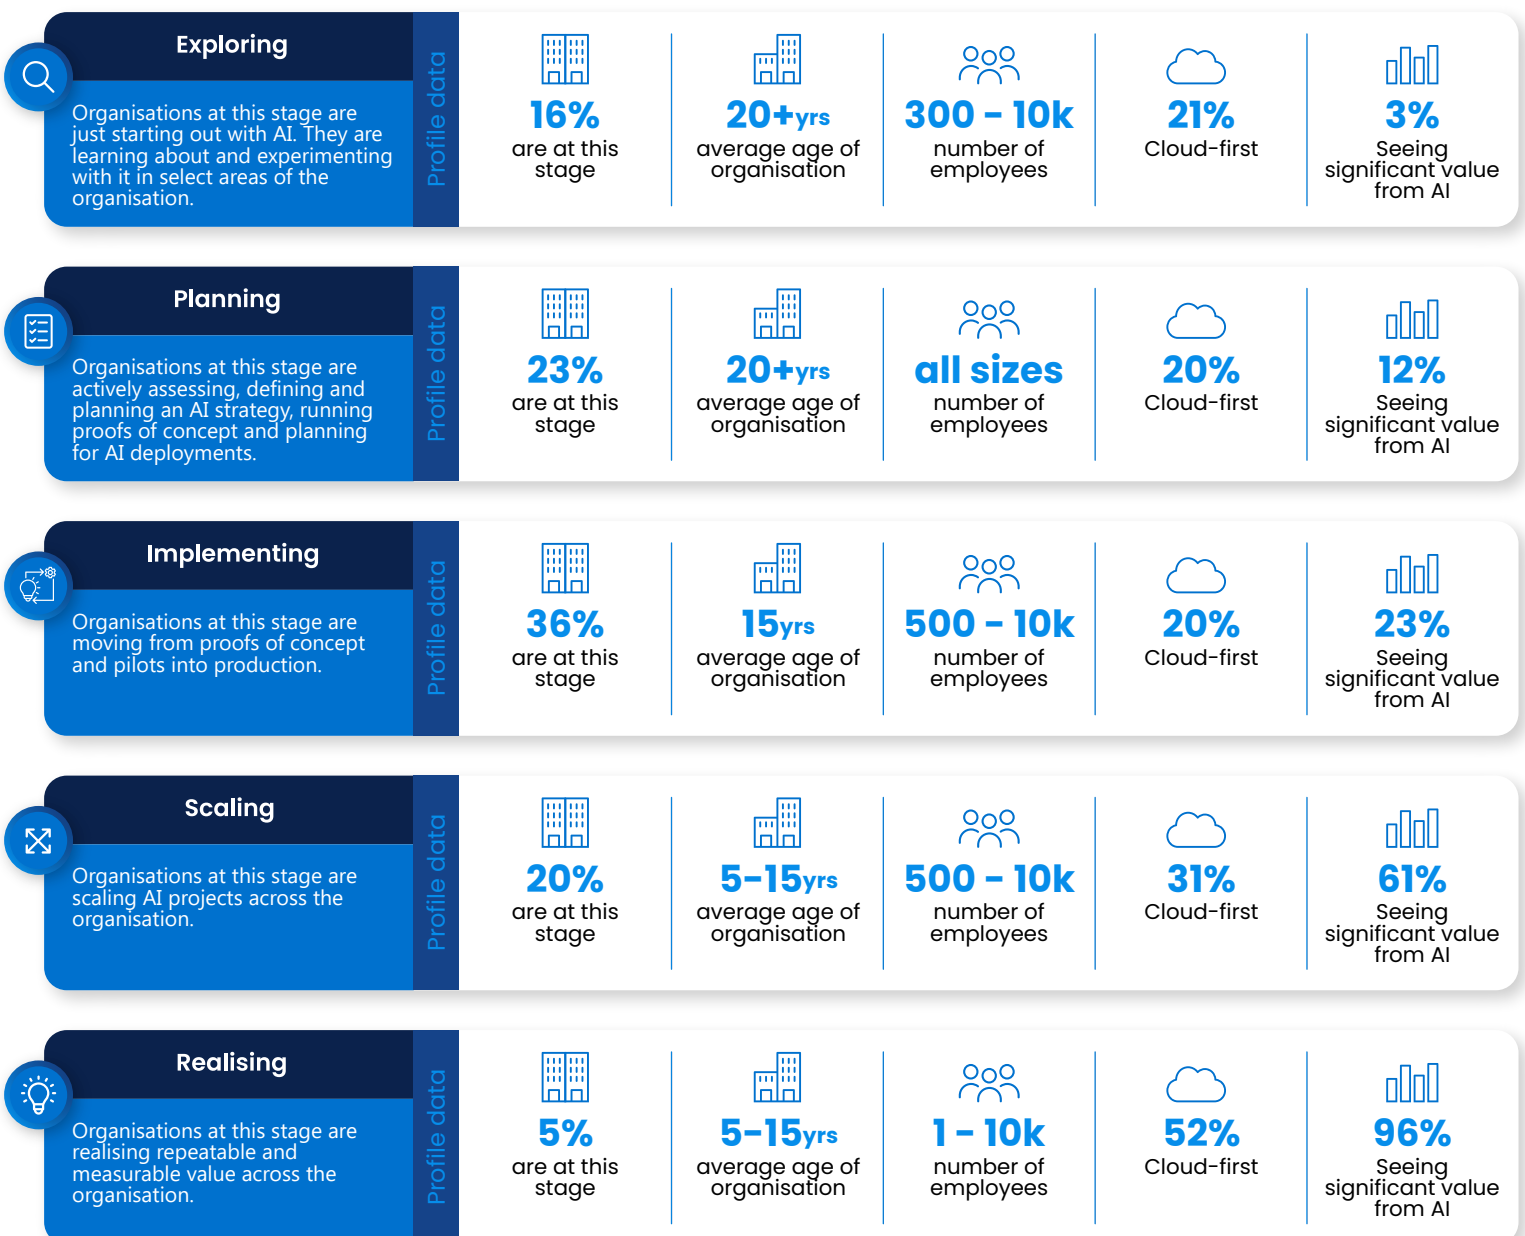 Exploring
Organisations at this stage are
just starting out with AI. They are
learning about and experimenting
with it in select areas of the
organisation.
Profile data
16%
are at this
stage
20+yrs
average age of
organisation
300 - 10k
number of
employees
21%
Cloud-first
3%
Seeing
significant value
from AI
Planning
Organisations at this stage are
actively assessing, defining and
planning an AI strategy, running
proofs of concept and planning
for AI deployments.
Profile data
23%
are at this
stage
20+yrs
average age of
organisation
all sizes
number of
employees
20%
Cloud-first
12%
Seeing
significant value
from AI
Implementing
Organisations at this stage are
moving from proofs of concept
and pilots into production.
Profile data
36%
are at this
stage
15yrs
average age of
organisation
500 - 10k
number of
employees
20%
Cloud-first
23%
Seeing
significant value
from AI
Scaling
Organisations at this stage are
scaling AI projects across the
organisation.
Profile data
20%
are at this
stage
5-15yrs
average age of
organisation
500 - 10k
number of
employees
31%
Cloud-first
61%
Seeing
significant value
from AI
Realising
Organisations at this stage are
realising repeatable and
measurable value across the
organisation.
Profile data
5%
are at this
stage
5-15yrs
average age of
organisation
1 - 10k
number of
employees
52%
Cloud-first
96%
Seeing
significant value
from AI